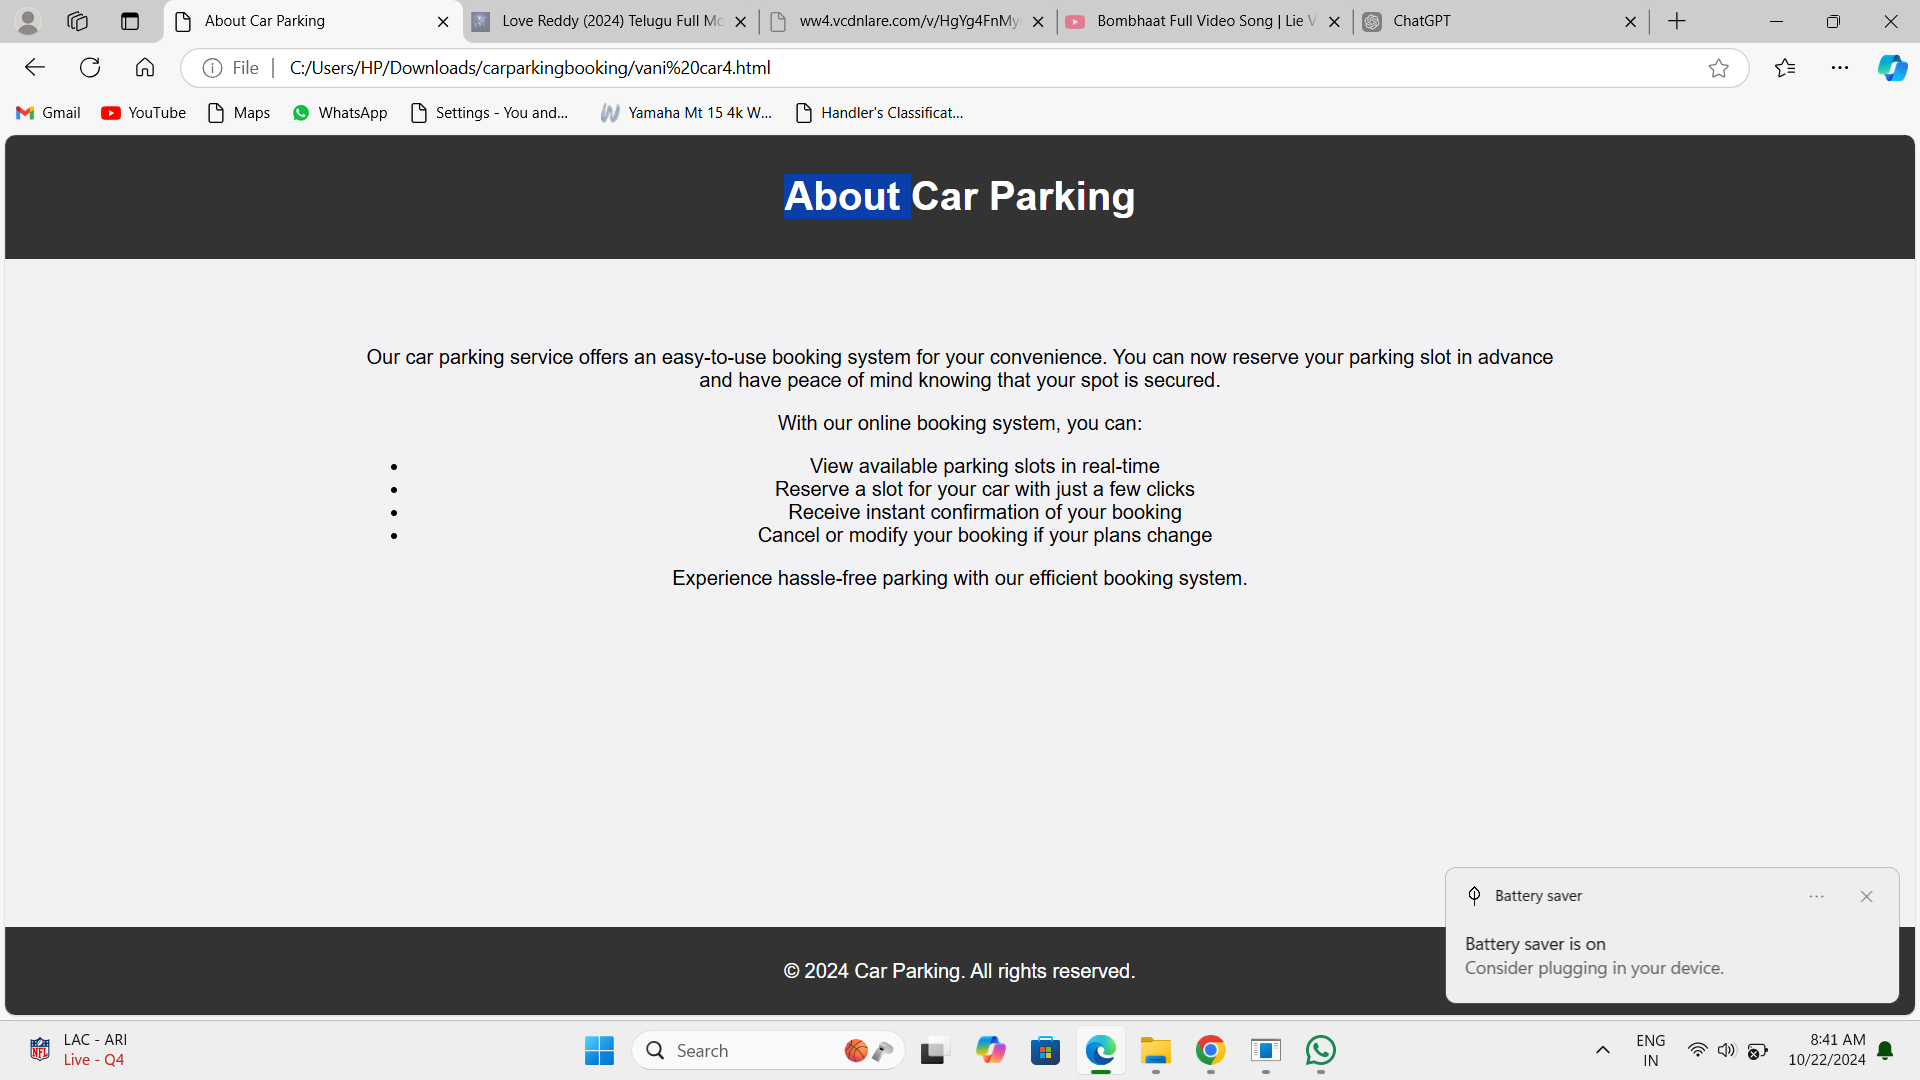 About Car Parking
Love Reddy (2024) Telugu Full Mo
ww4.vcdnlare.com/v/HgYg4FnMy
Bombhaat Full Video Song | Lie V
ChatGPT
File
C:/Users/HP/Downloads/carparkingbooking/vani%20car4.html
Gmail
YouTube
Maps
WhatsApp
Settings - You and...
Yamaha Mt 15 4k W...
Handler's Classificat...
About Car Parking
Our car parking service offers an easy-to-use booking system for your convenience. You can now reserve your parking slot in advance
and have peace of mind knowing that your spot is secured.
With our online booking system, you can:
• View available parking slots in real-time
• Reserve a slot for your car with just a few clicks
• Receive instant confirmation of your booking
• Cancel or modify your booking if your plans change
Experience hassle-free parking with our efficient booking system.
Battery saver
Battery saver is on
Consider plugging in your device.
© 2024 Car Parking. All rights reserved.
NFL
LAC - ARI
Live - Q4
Search
ENG
IN
8:41 AM
10/22/2024